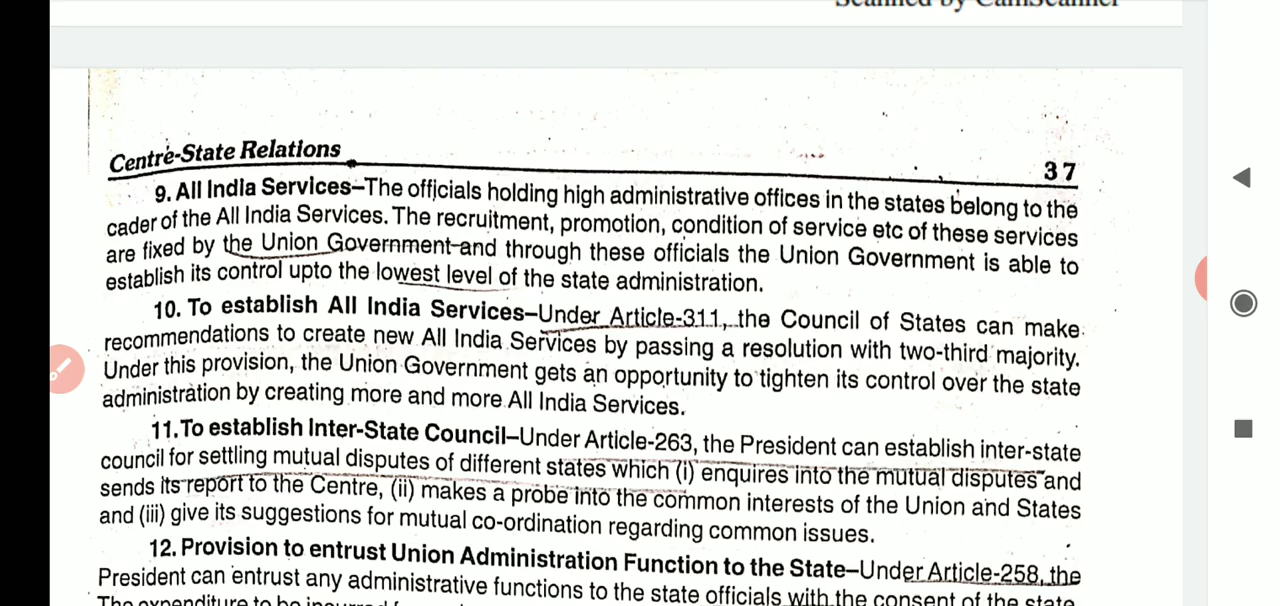 Scanned by CamScanner
Centre-State Relations
37
9. All India Services–The officials holding high administrative offices in the states belong to the
cader of the All India Services. The recruitment, promotion, condition of service etc of these services
are fixed by the Union Government and through these officials the Union Government is able to
establish its control upto the lowest level of the state administration.
10. To establish All India Services–Under Article-311, the Council of States can make
recommendations to create new All India Services by passing a resolution with two-third majority.
Under this provision, the Union Government gets an opportunity to tighten its control over the state
administration by creating more and more All India Services.
11. To establish Inter-State Council–Under Article-263, the President can establish inter-state
council for settling mutual disputes of different states which (i) enquires into the mutual disputes and
sends its report to the Centre, (ii) makes a probe into the common interests of the Union and States
and (iii) give its suggestions for mutual co-ordination regarding common issues.
12. Provision to entrust Union Administration Function to the State–Under Article-258, the
President can entrust any administrative functions to the state officials with the consent of the state.
The expenditure to be incurred